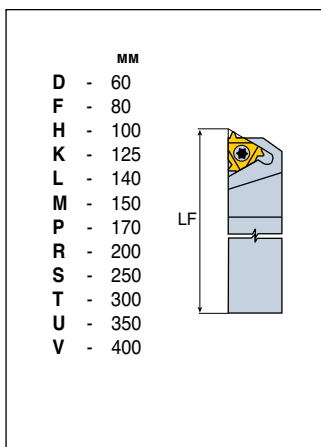 мм
D - 60
F - 80
H - 100
K - 125
L - 140
M - 150
P - 170
R - 200
S - 250
T - 300
U - 350
V - 400
LF